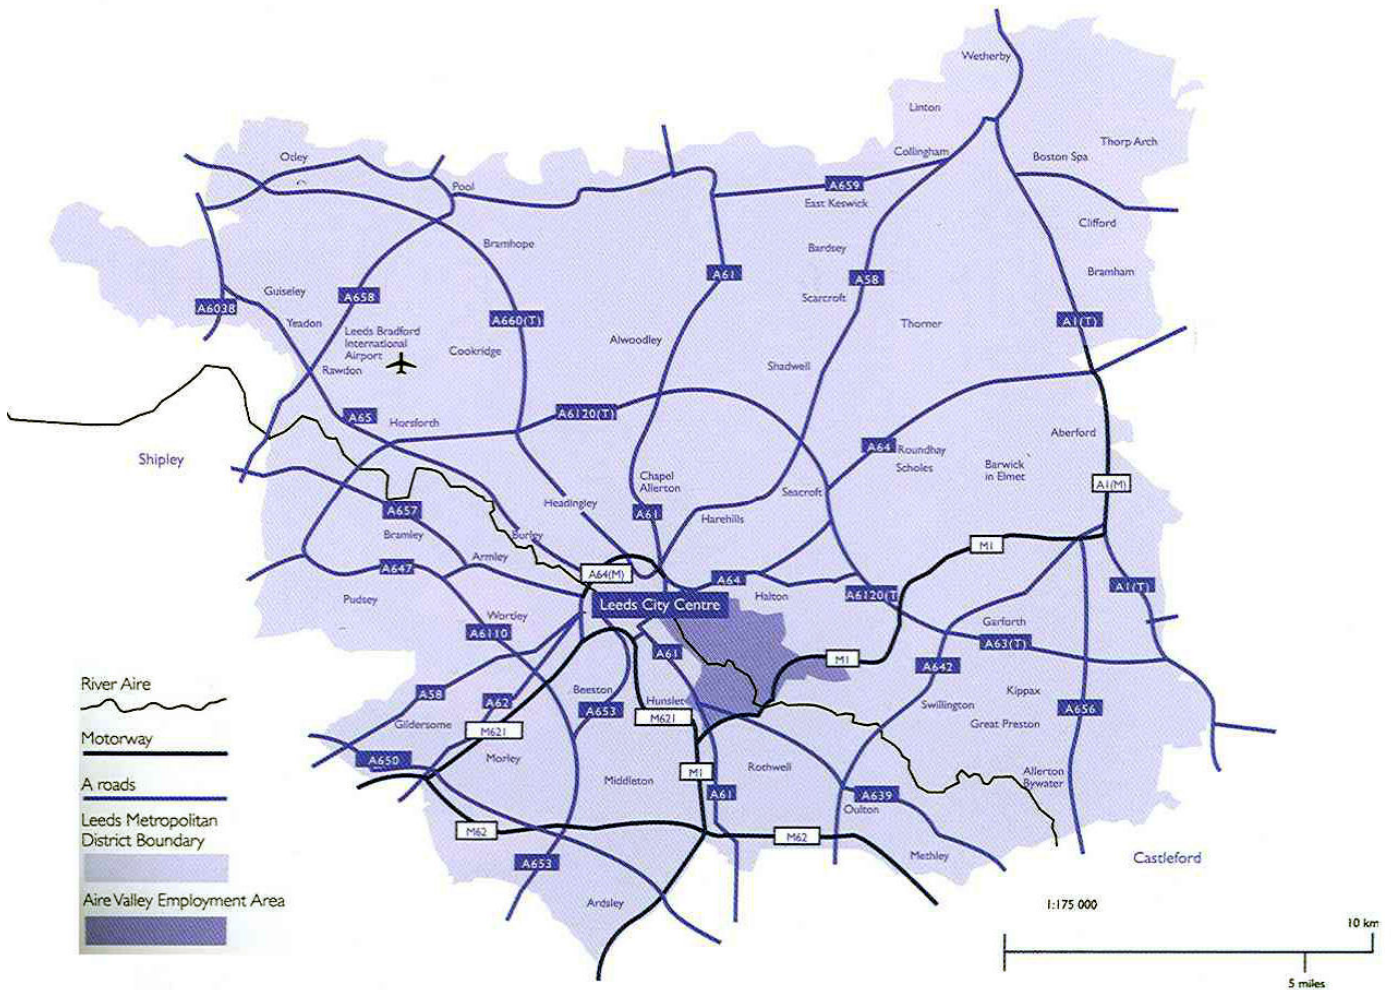 Wetherby
Linton
Thorp Arch
Collingham
Boston Spa
Otley
Pool
A659
East Keswick
Clifford
Bramhope
Bardsey
Bramham
A61
A58
Guiseley
A658
A6038
Scarcroft
Yeadon
A660(T)
A1(T)
Thorner
Leeds Bradford
International
Airport
Alwoodley
Cookridge
Rawdon
Shadwell
A65
A6120(T)
Horsforth
Aberford
A64
Roundhay
Scholes
Shipley
Barwick
in Elmet
Chapel
Allerton
A1(M)
Seacroft
Headingley
A657
A61
Harehills
Bramley
Burley
M1
Armley
A647
A64(M)
A64
A1(T)
Halton
A6120(T
Pudsey
Leeds City Centre
Wortley
Garforth
A6110
A63(T)
A61
M1
A642
River Aire
A58
Beeston
Kippax
A62
Hunslet
Swillington
A653
A656
M621
Gildersome
Great Preston
M621
Motorway
A650
Morley
Rothwell
M1
Middleton
Allerton
Bywater
A roads
A61
A639
Oulton
Leeds Metropolitan
District Boundary
M62
M62
Methley
Castleford
A653
Aire Valley Employment Area
Ardsley
1:175 000
10 km
5 miles